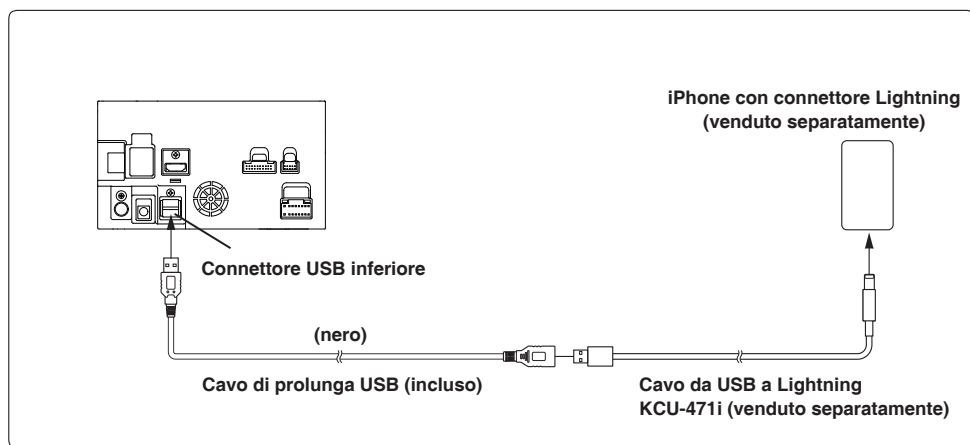 iPhone con connettore Lightning
(venduto separatamente)
Connettore USB inferiore
(nero)
Cavo di prolunga USB (incluso)
Cavo da USB a Lightning
KCU-471i (venduto separatamente)